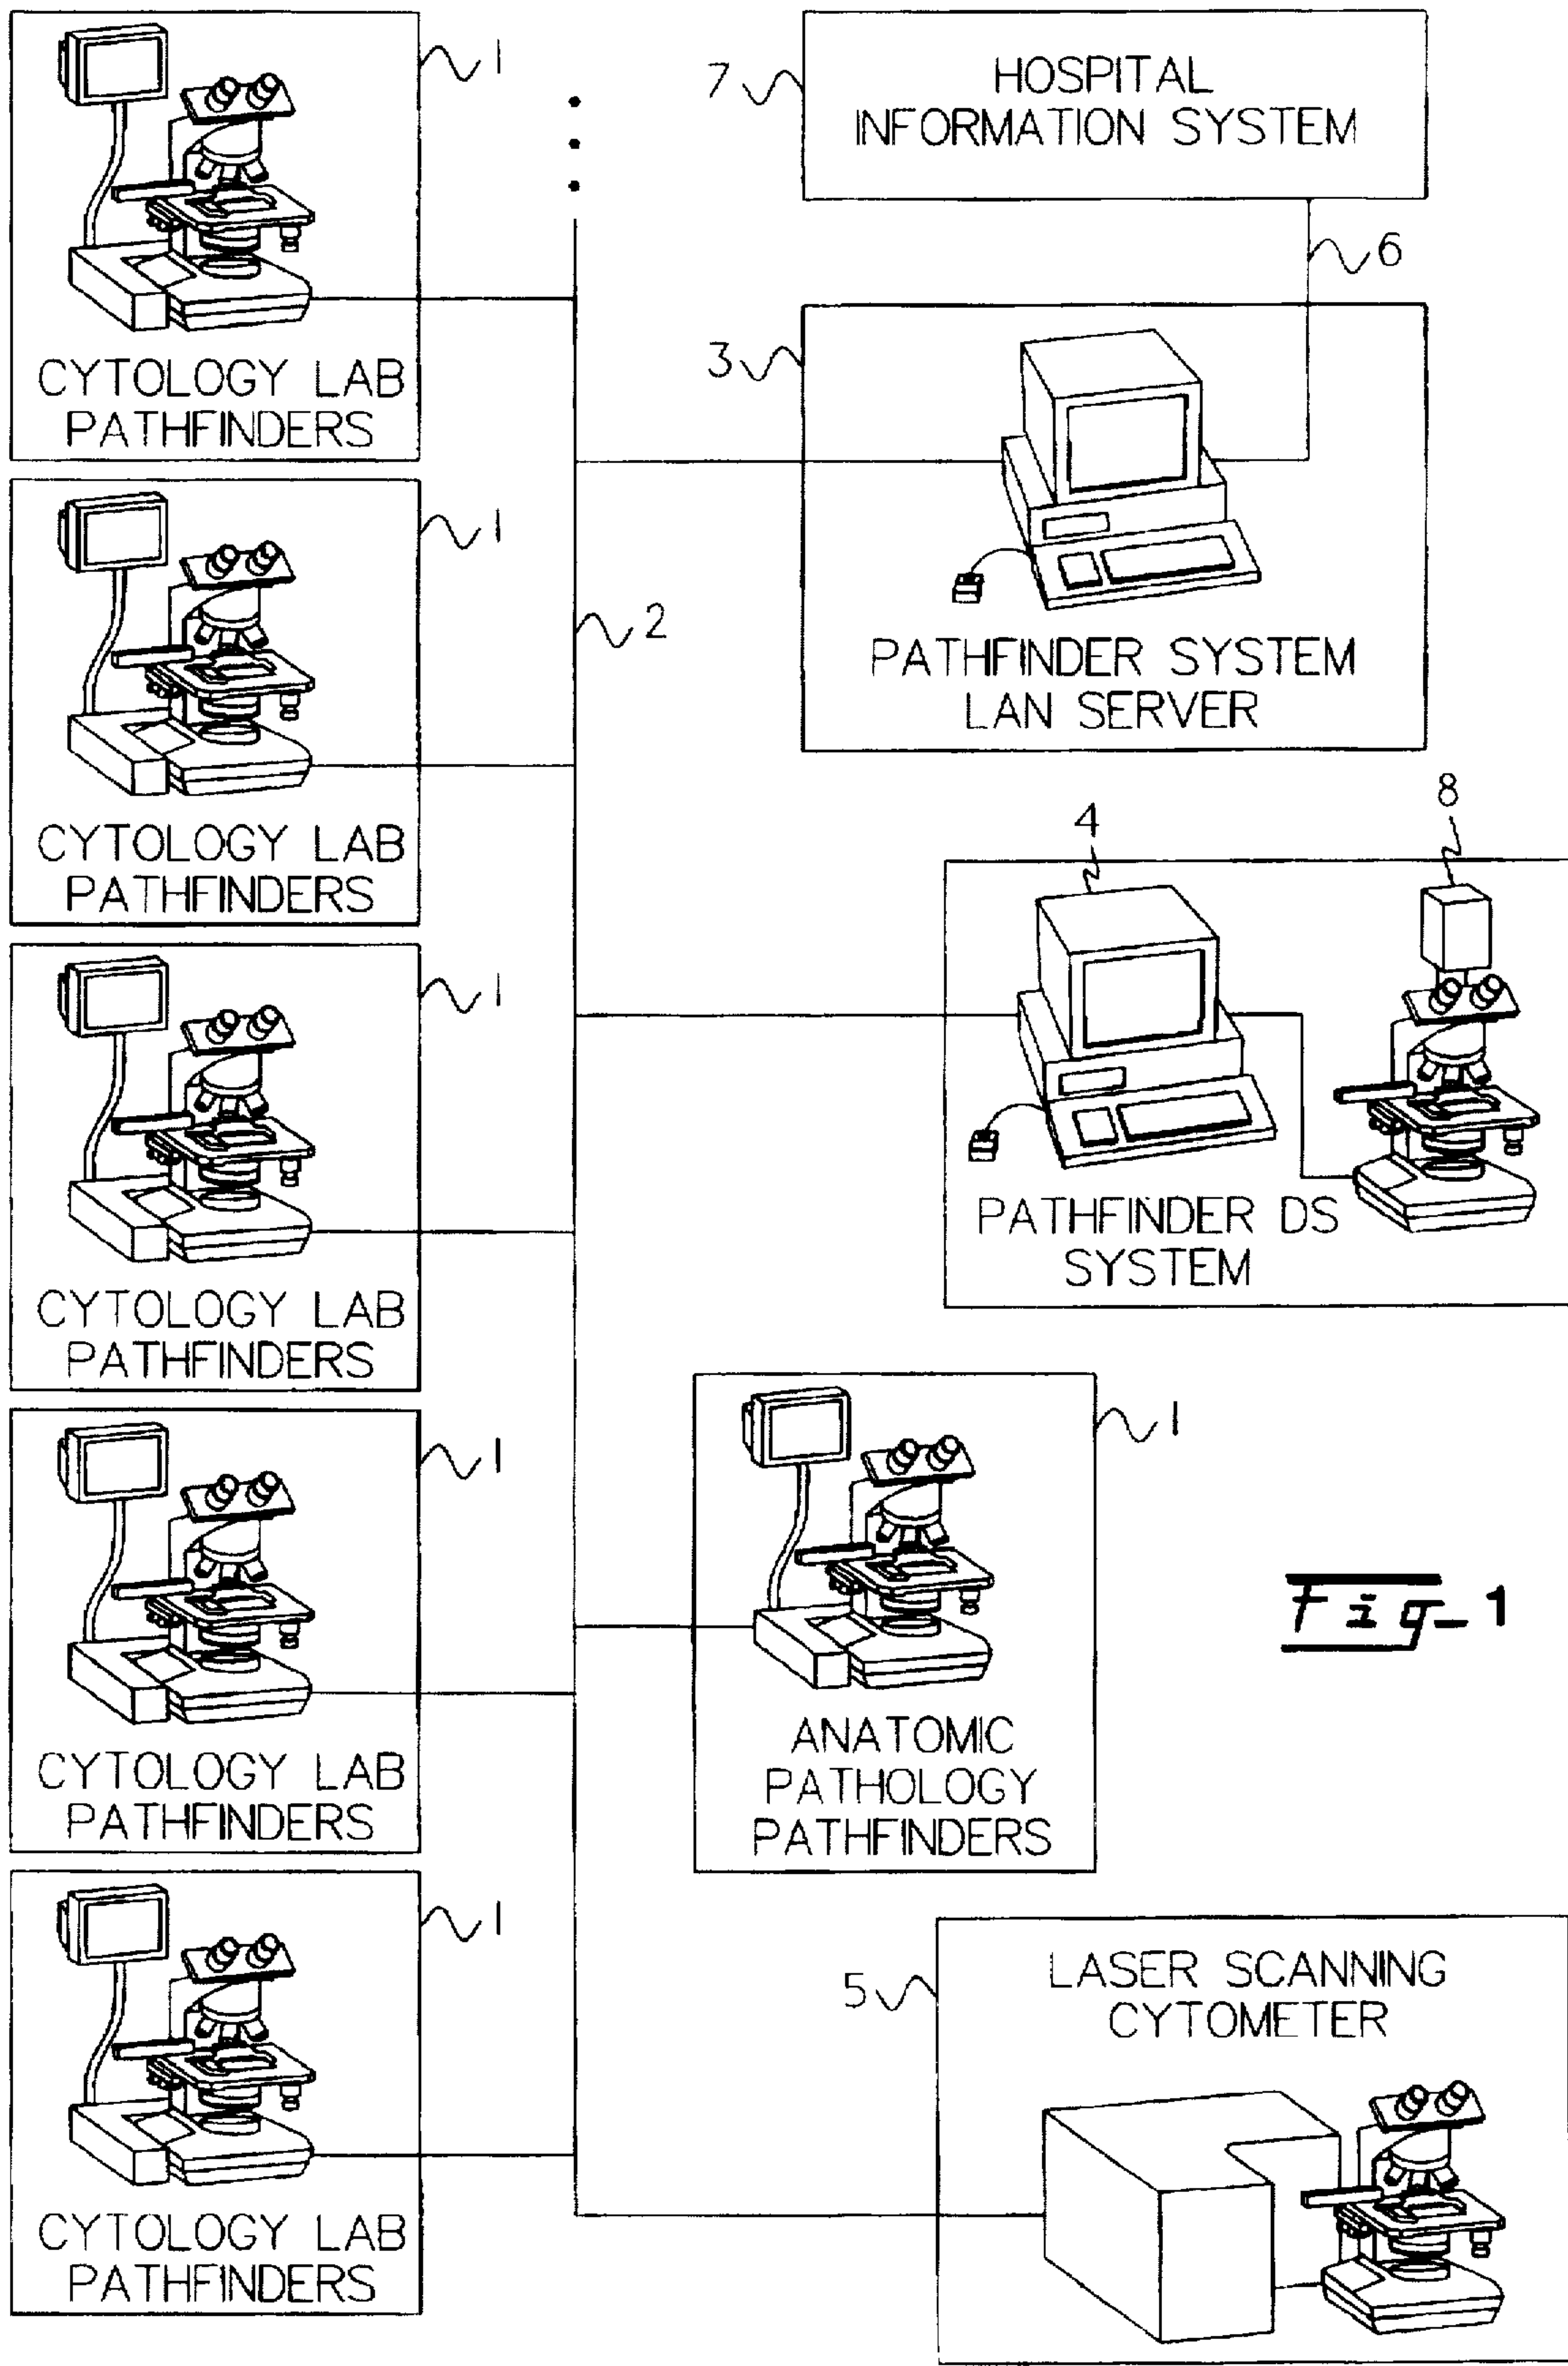 1
CYTOLOGY LAB
PATHFINDERS
1
CYTOLOGY LAB
PATHFINDERS
1
CYTOLOGY LAB
PATHFINDERS
1
CYTOLOGY LAB
PATHFINDERS
1
CYTOLOGY LAB
PATHFINDERS
2
7
HOSPITAL
INFORMATION SYSTEM
6
3
PATHFINDER SYSTEM
LAN SERVER
4
8
PATHFINDER DS
SYSTEM
1
ANATOMIC
PATHOLOGY
PATHFINDERS
Fig-1
5
LASER SCANNING
CYTOMETER